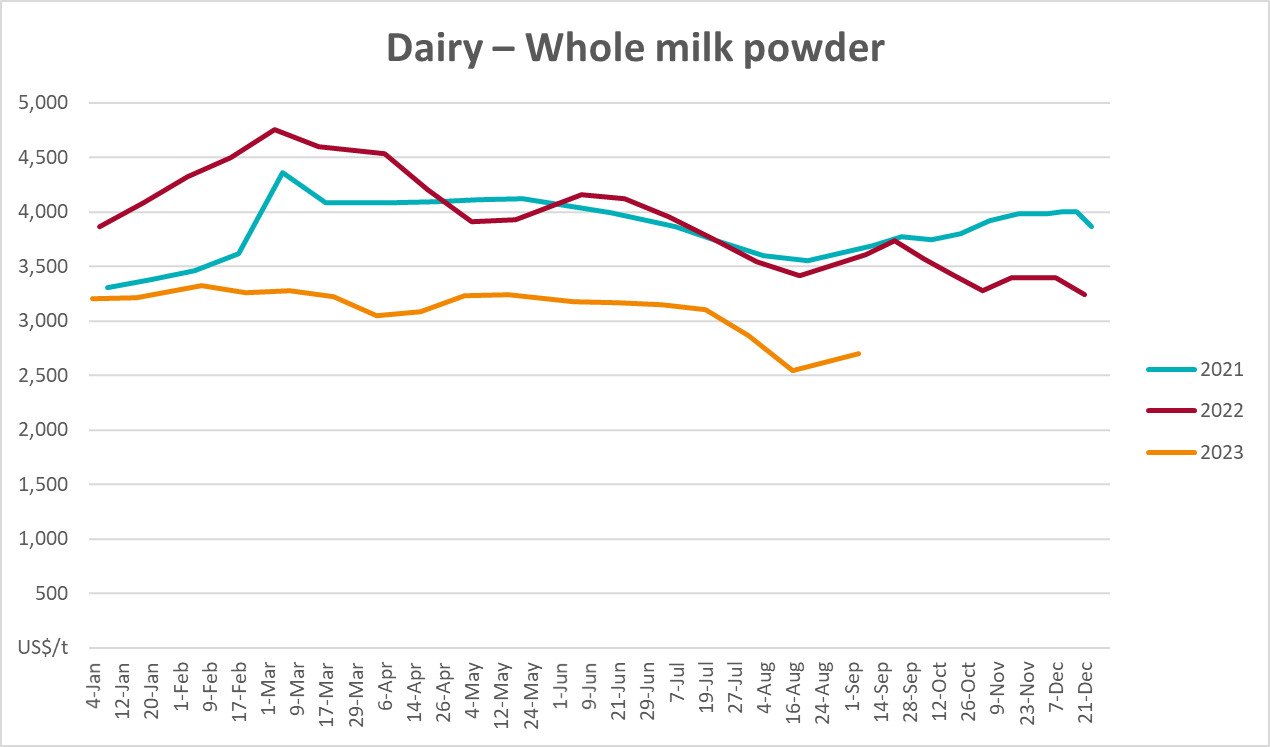 Dairy – Whole milk powder
5,000
4,500
4,000
3,500
3,000
2,500
2,000
1,500
1,000
500
US$/t
4-Jan
12-Jan
20-Jan
1-Feb
9-Feb
17-Feb
1-Mar
9-Mar
17-Mar
29-Mar
6-Apr
14-Apr
26-Apr
4-May
12-May
24-May
1-Jun
9-Jun
21-Jun
29-Jun
7-Jul
19-Jul
27-Jul
4-Aug
16-Aug
24-Aug
1-Sep
14-Sep
28-Sep
12-Oct
26-Oct
9-Nov
23-Nov
7-Dec
21-Dec
2021
2022
2023